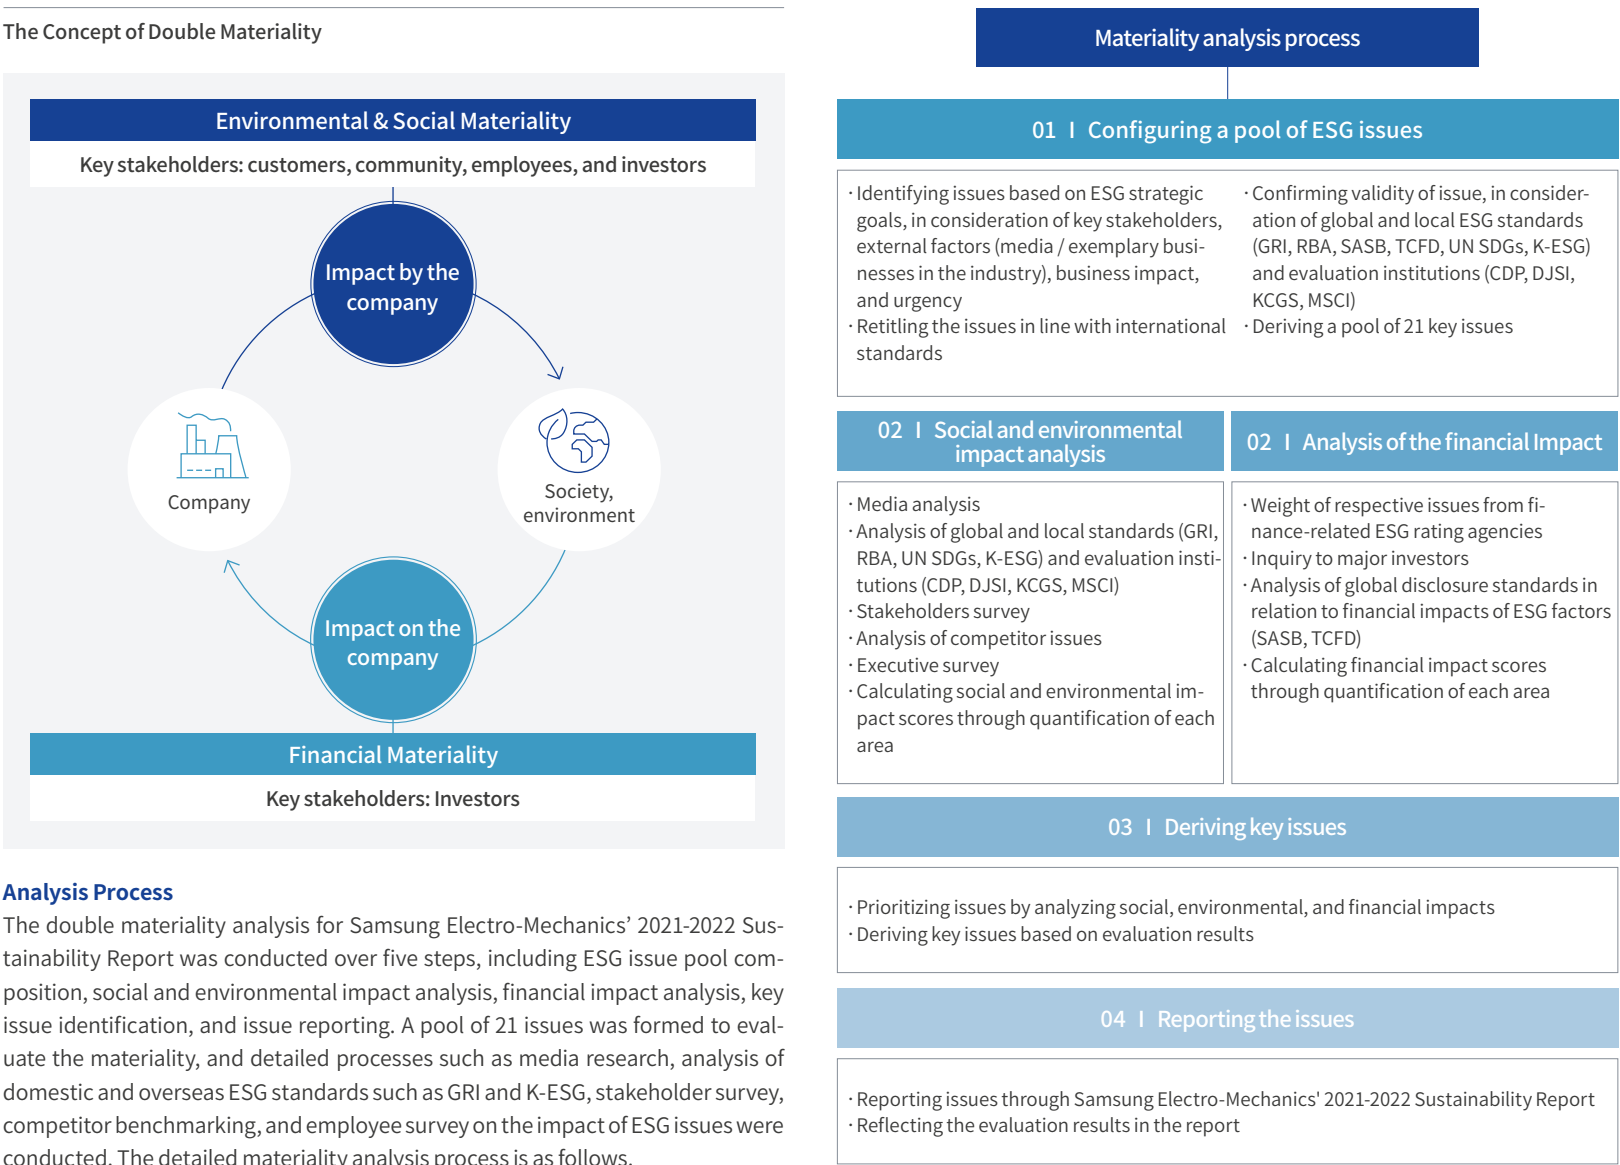 The Concept of Double Materiality
Environmental & Social Materiality
Key stakeholders: customers, community, employees, and investors
Impact by the
company
Company
Society,
environment
Impact on the
company
Financial Materiality
Key stakeholders: Investors
Analysis Process
The double materiality analysis for Samsung Electro-Mechanics’ 2021-2022 Sus-
tainability Report was conducted over five steps, including ESG issue pool com-
position, social and environmental impact analysis, financial impact analysis, key
issue identification, and issue reporting. A pool of 21 issues was formed to eval-
uate the materiality, and detailed processes such as media research, analysis of
domestic and overseas ESG standards such as GRI and K-ESG, stakeholder survey,
competitor benchmarking, and employee survey on the impact of ESG issues were
conducted. The detailed materiality analysis process is as follows.
Materiality analysis process
01 I Configuring a pool of ESG issues
· Identifying issues based on ESG strategic
goals, in consideration of key stakeholders,
external factors (media / exemplary busi-
nesses in the industry), business impact,
and urgency
· Retitling the issues in line with international
standards
· Confirming validity of issue, in consider-
ation of global and local ESG standards
(GRI, RBA, SASB, TCFD, UN SDGs, K-ESG)
and evaluation institutions (CDP, DJSI,
KCGS, MSCI)
· Deriving a pool of 21 key issues
02 I Social and environmental
impact analysis
· Media analysis
· Analysis of global and local standards (GRI,
RBA, UN SDGs, K-ESG) and evaluation insti-
tutions (CDP, DJSI, KCGS, MSCI)
· Stakeholders survey
· Analysis of competitor issues
· Executive survey
· Calculating social and environmental im-
pact scores through quantification of each
area
02 I Analysis of the financial Impact
· Weight of respective issues from fi-
nance-related ESG rating agencies
· Inquiry to major investors
· Analysis of global disclosure standards in
relation to financial impacts of ESG factors
(SASB, TCFD)
· Calculating financial impact scores
through quantification of each area
03 I Deriving key issues
· Prioritizing issues by analyzing social, environmental, and financial impacts
· Deriving key issues based on evaluation results
04 I Reporting the issues
· Reporting issues through Samsung Electro-Mechanics' 2021-2022 Sustainability Report
· Reflecting the evaluation results in the report